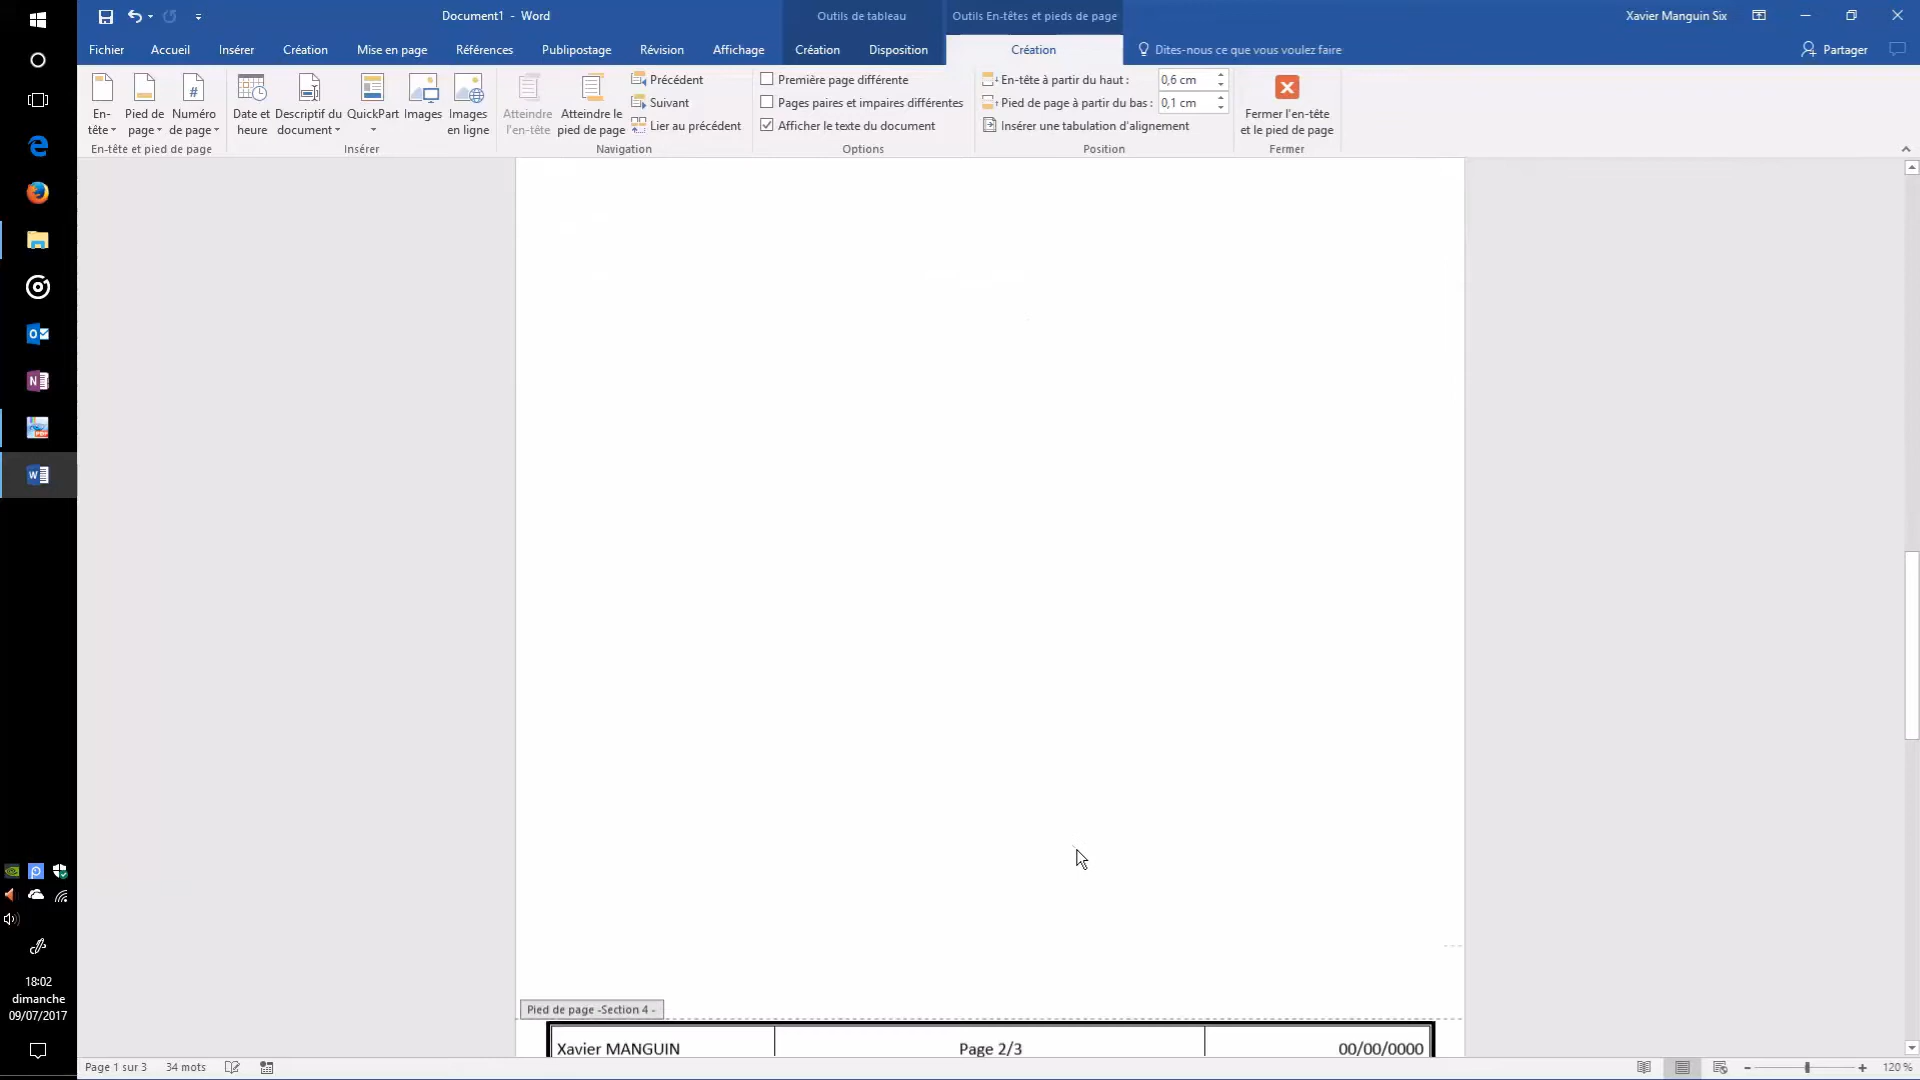 Document1 - Word
Outils de tableau
Outils En-têtes et pieds de page
Xavier Manguin Six
Fichier
Accueil
Insérer
Création
Mise en page
Références
Publipostage
Révision
Affichage
Création
Disposition
Création
Dites-nous ce que vous voulez faire
Partager
En-
tête
Pied de
page
Numéro
de page
En-tête et pied de page
Date et
heure
Descriptif du
document
QuickPart
Images
Images
en ligne
Insérer
Atteindre
l'en-tête
Atteindre le
pied de page
Précédent
Suivant
Lier au précédent
Navigation
Première page différente
Pages paires et impaires différentes
Afficher le texte du document
Options
En-tête à partir du haut : 0,6 cm
Pied de page à partir du bas : 0,1 cm
Insérer une tabulation d'alignement
Position
Fermer l'en-tête
et le pied de page
Fermer
Pied de page -Section 4 -
Xavier MANGUIN
Page 2/3
00/00/0000
18:02
dimanche
09/07/2017
Page 1 sur 3
34 mots
120 %